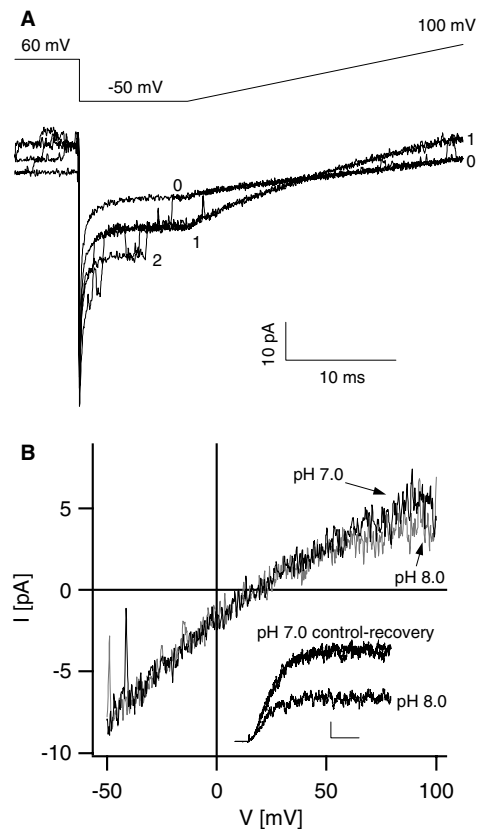 A
60 mV
-50 mV
100 mV
0
1
2
1
0
10 pA
10 ms
B
I [pA]
5
0
-5
-10
pH 7.0
pH 8.0
pH 7.0 control-recovery
pH 8.0
-50
0
50
100
V [mV]